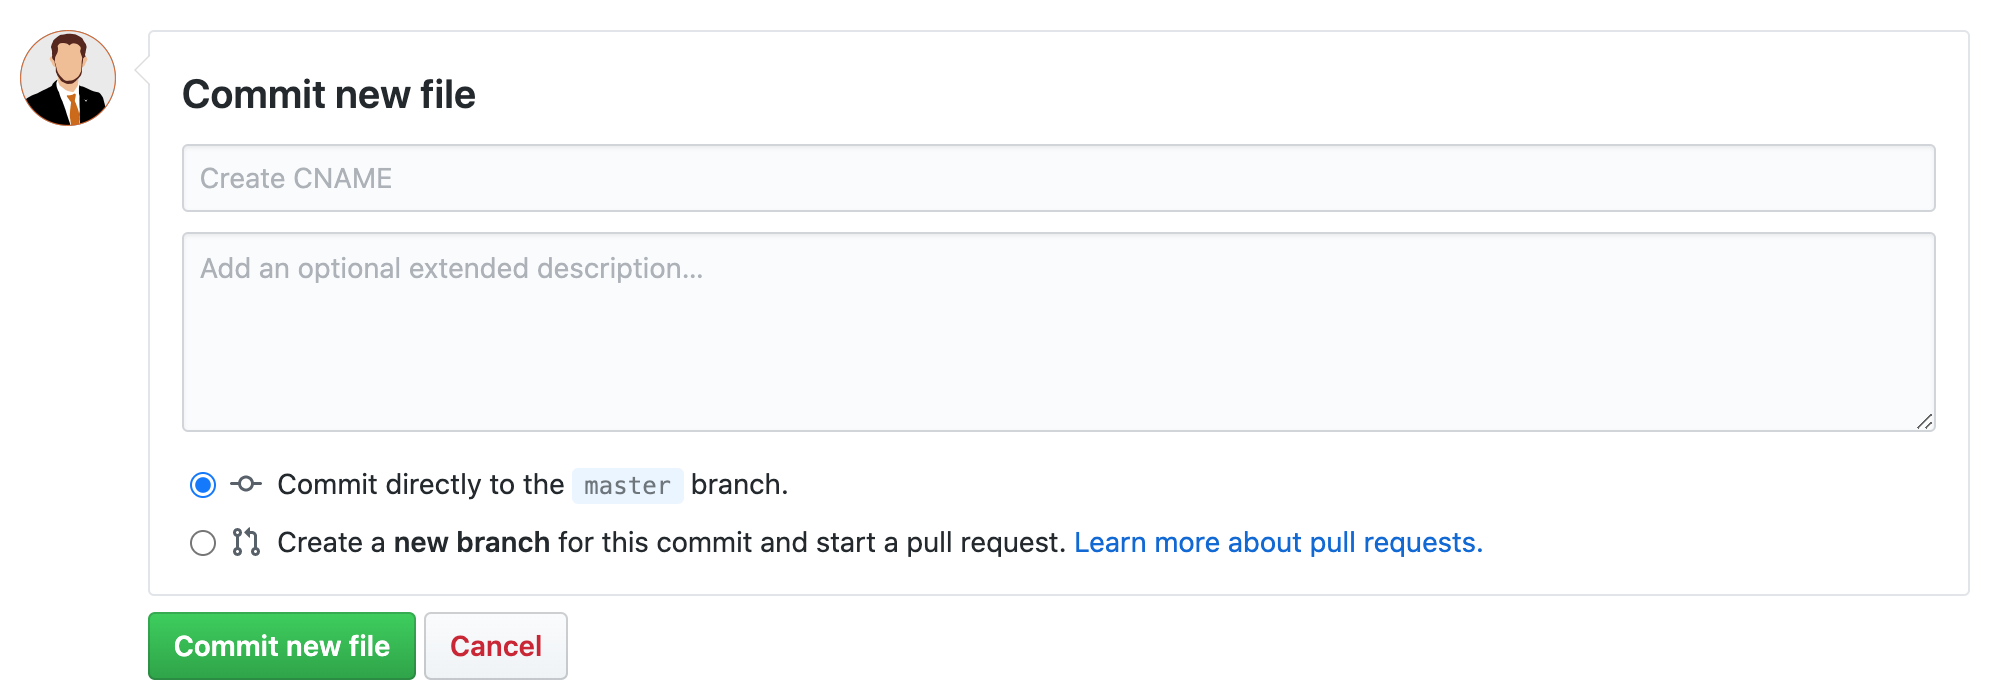 Commit new file
Create CNAME
Add an optional extended description...
Commit directly to the master branch.
Create a new branch for this commit and start a pull request. Learn more about pull requests.
Commit new file
Cancel